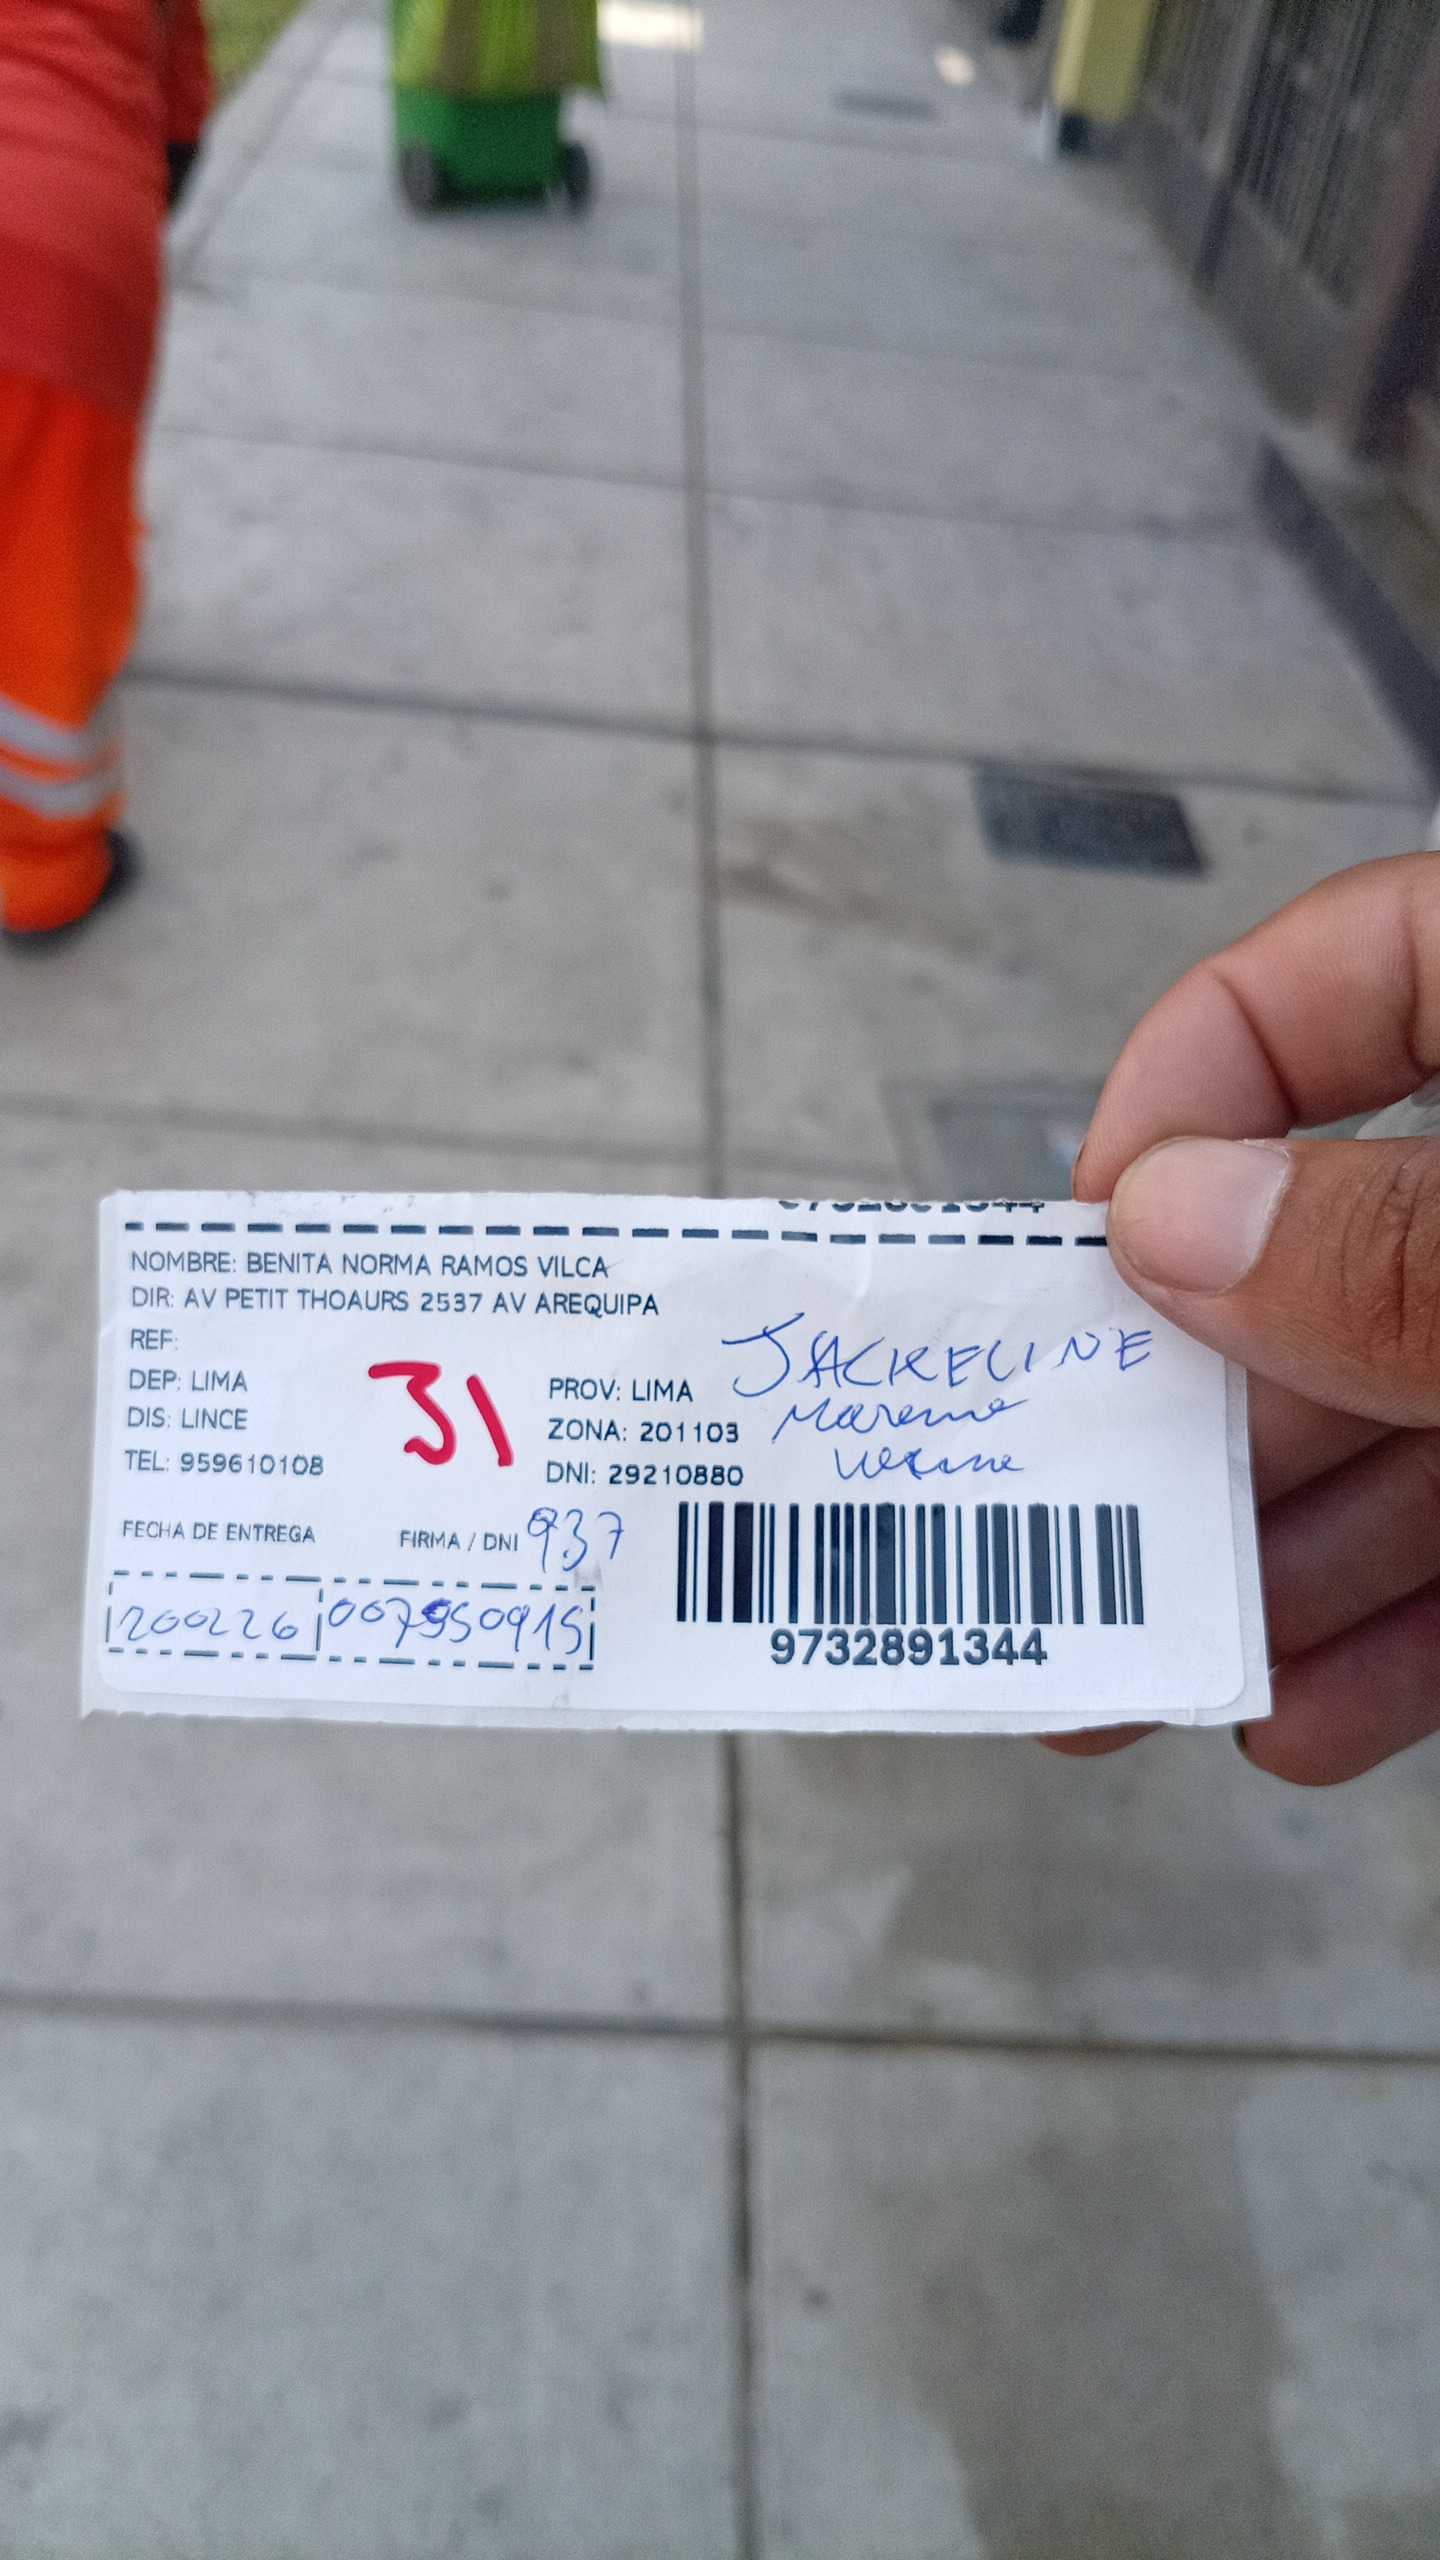 NOMBRE: BENITA NORMA RAMOS VILCA
DIR: AV PETIT THOAURS 2537 AV AREQUIPA
REF:
DEP: LIMA
PROV: LIMA
DIS: LINCE
ZONA: 201103
TEL: 959610108
DNI: 29210880
31
JACKELINE
FECHA DE ENTREGA
FIRMA / DNI 937
200226
9732891344